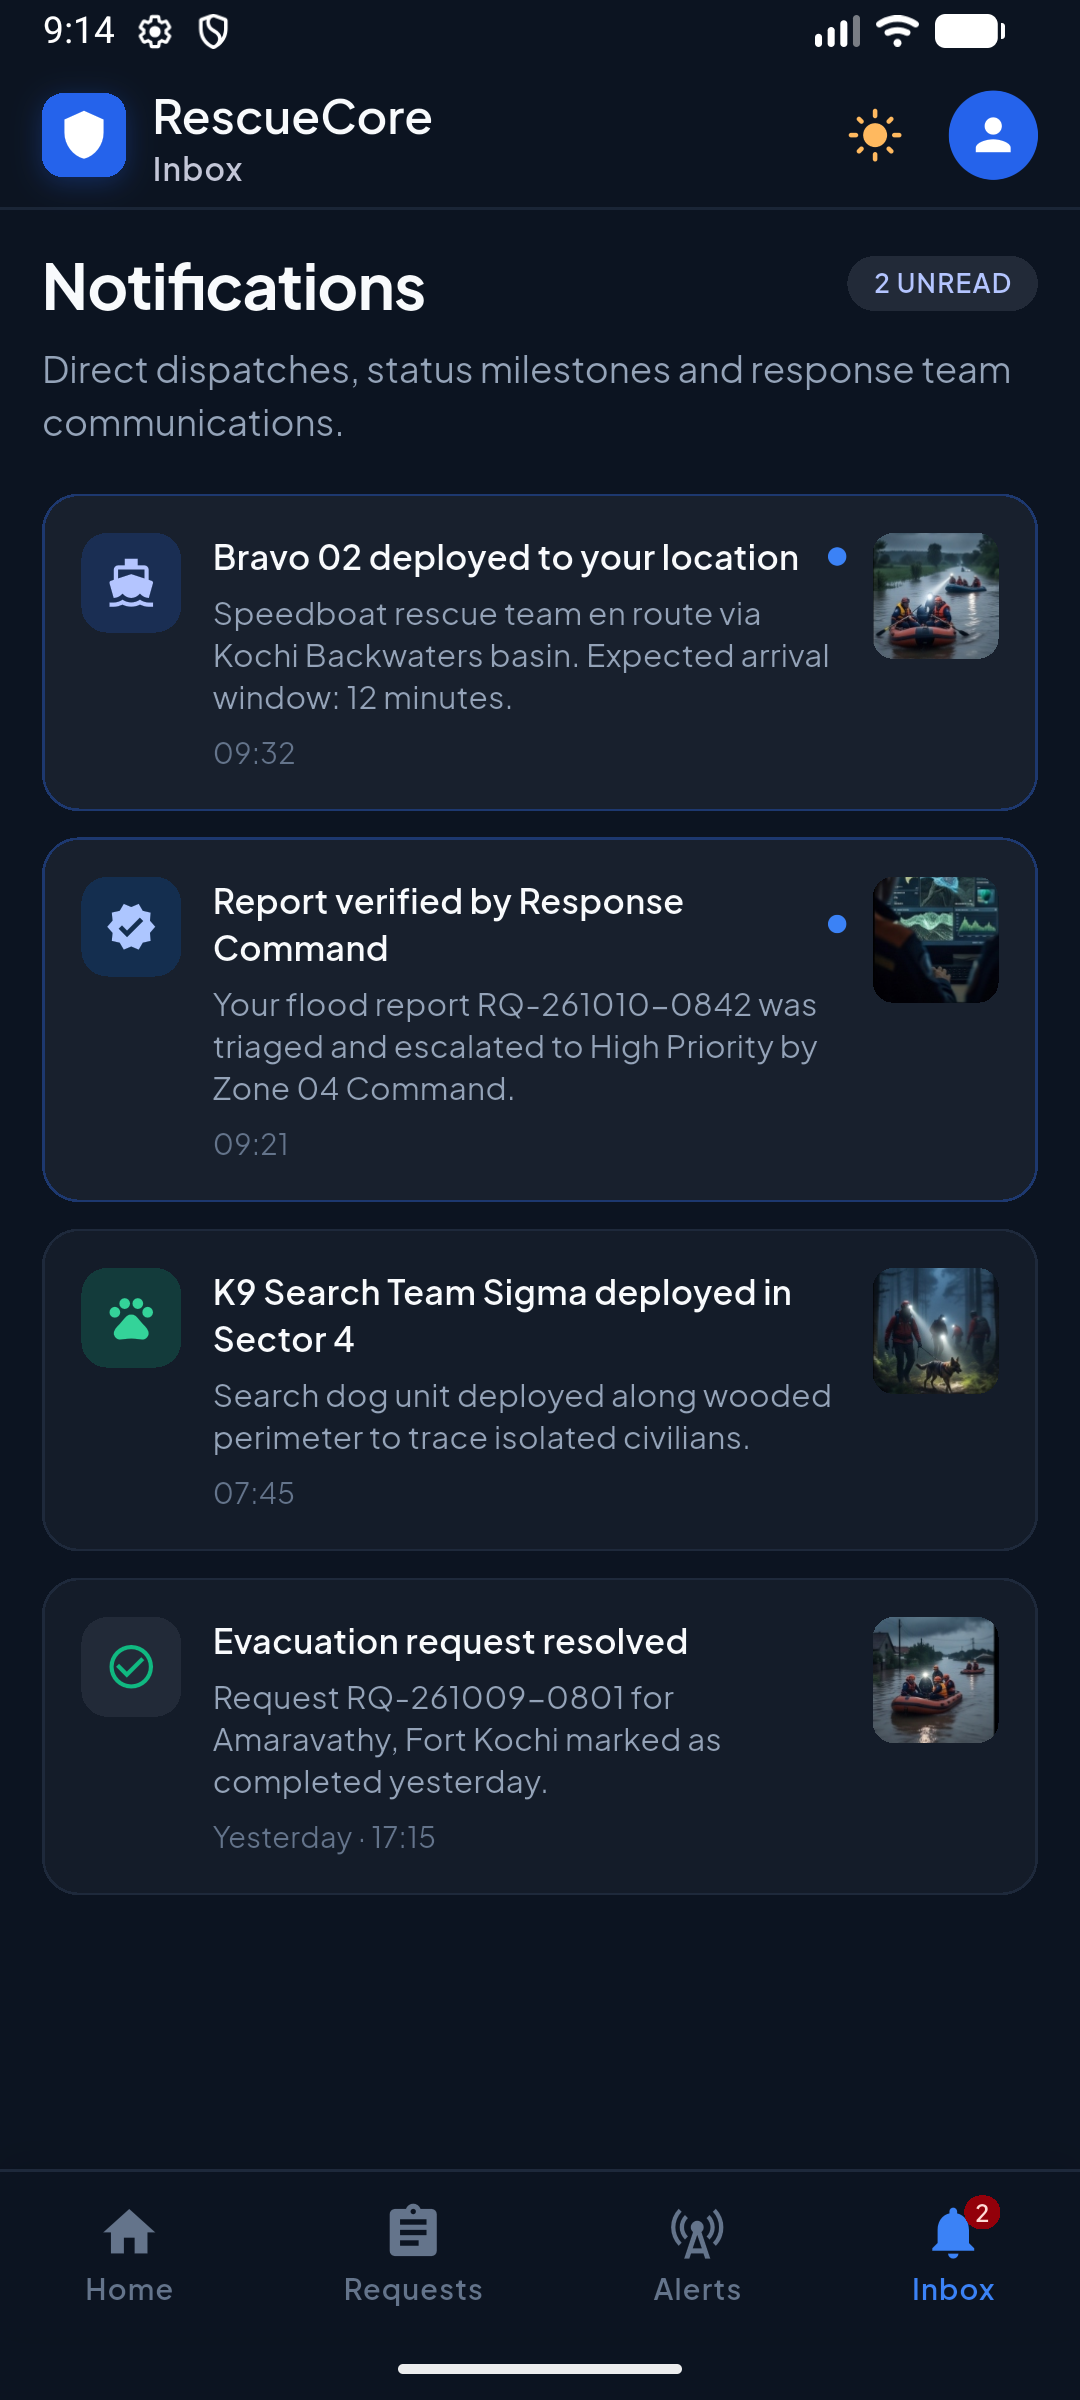 9:14
RescueCore
Inbox
Notifications
2 UNREAD
Direct dispatches, status milestones and response team
communications.
Bravo 02 deployed to your location
Speedboat rescue team en route via
Kochi Backwaters basin. Expected arrival
window: 12 minutes.
09:32
Report verified by Response
Command
Your flood report RQ-261010-0842 was
triaged and escalated to High Priority by
Zone 04 Command.
09:21
K9 Search Team Sigma deployed in
Sector 4
Search dog unit deployed along wooded
perimeter to trace isolated civilians.
07:45
Evacuation request resolved
Request RQ-261009-0801 for
Amaravathy, Fort Kochi marked as
completed yesterday.
Yesterday · 17:15
2
Home
Requests
Alerts
Inbox